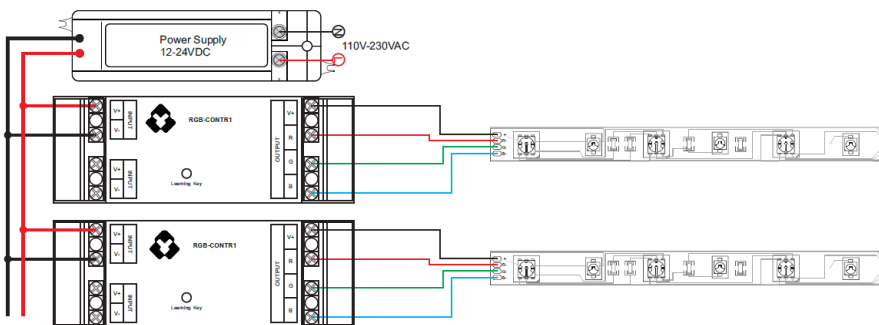 Power Supply
12-24VDC
N
L
110V-230VAC
V+
V-
INPUT
V+
V-
INPUT
RGB-CONTR1
Learning Key
OUTPUT
V+
R
G
B
+
V+
V-
INPUT
V+
V-
INPUT
RGB-CONTR1
Learning Key
OUTPUT
V+
R
G
B
+